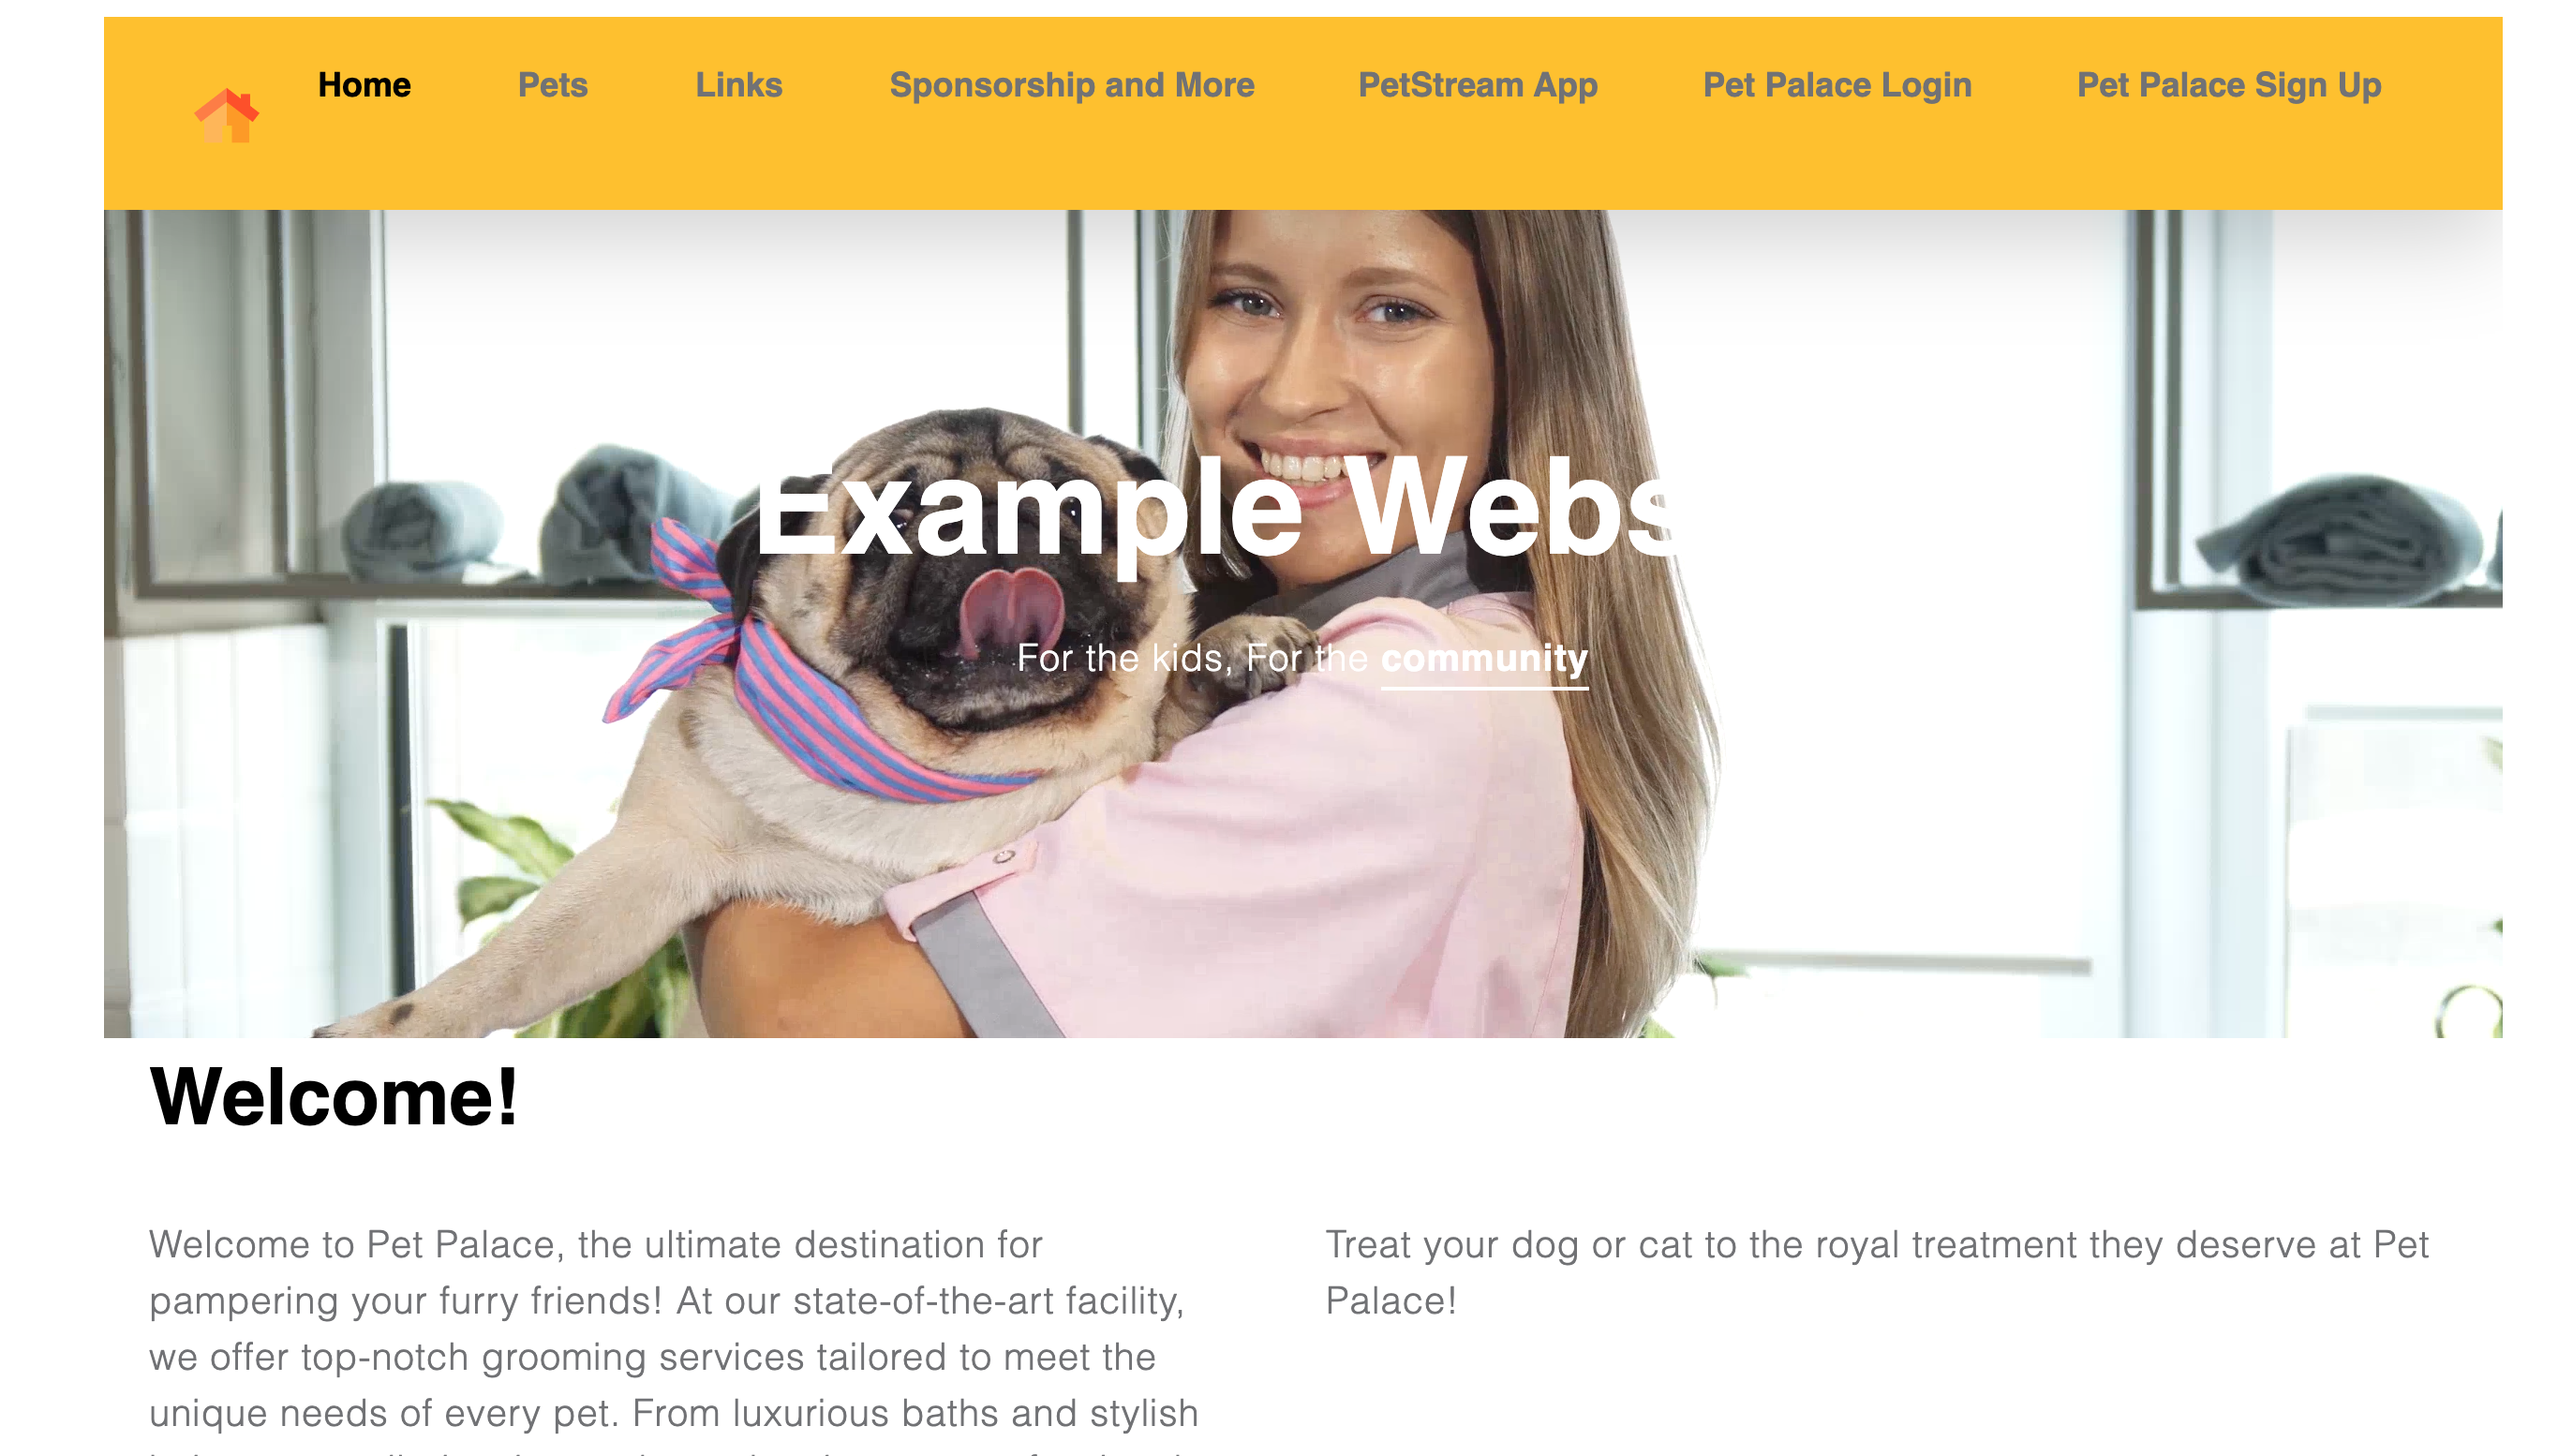 Home Pets Links Sponsorship and More PetStream App Pet Palace Login Pet Palace Sign Up
Example Webs
For the kids, For the community
Welcome!
Welcome to Pet Palace, the ultimate destination for
pampering your furry friends! At our state-of-the-art facility,
we offer top-notch grooming services tailored to meet the
unique needs of every pet. From luxurious baths and stylish
Treat your dog or cat to the royal treatment they deserve at Pet
Palace!